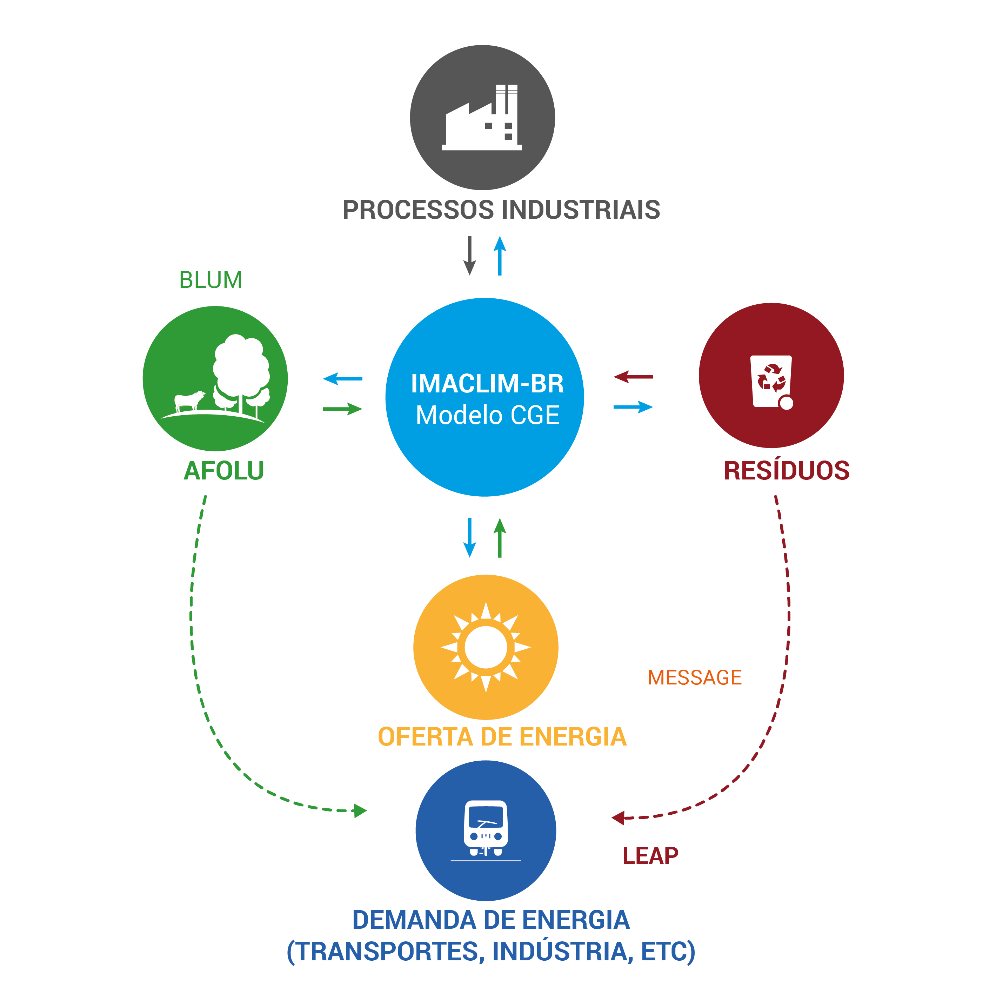 PROCESSOS INDUSTRIAIS
BLUM
IMACLIM-BR
Modelo CGE
AFOLU
RESÍDUOS
MESSAGE
OFERTA DE ENERGIA
LEAP
DEMANDA DE ENERGIA
(TRANSPORTES, INDÚSTRIA, ETC)